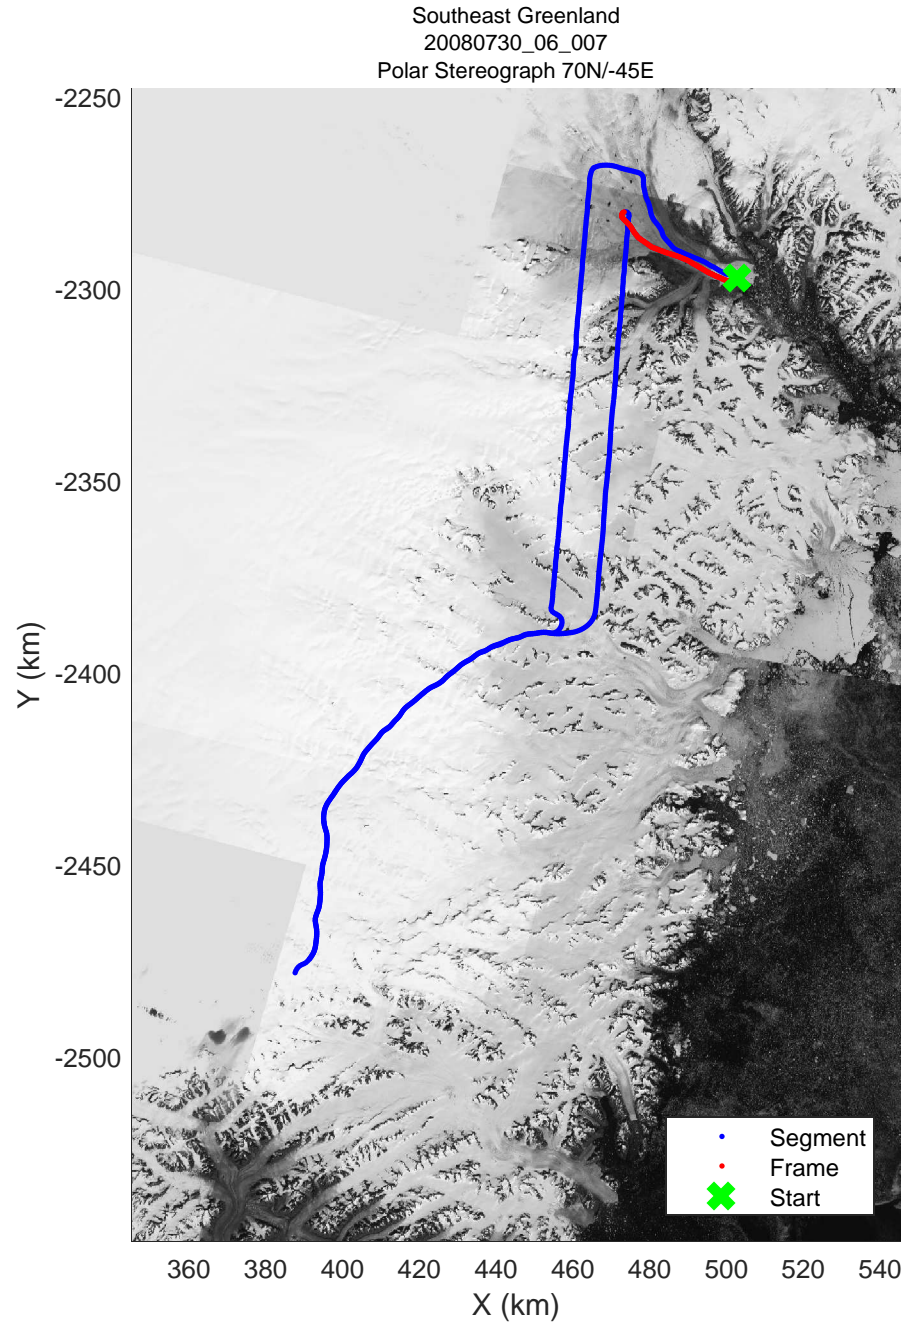 Southeast Greenland
20080730_06_007
Polar Stereograph 70N/-45E
-2250
-2300
-2350
-2400
-2450
-2500
Y (km)
Segment
Frame
Start
360 380 400 420 440 460 480 500 520 540
X (km)